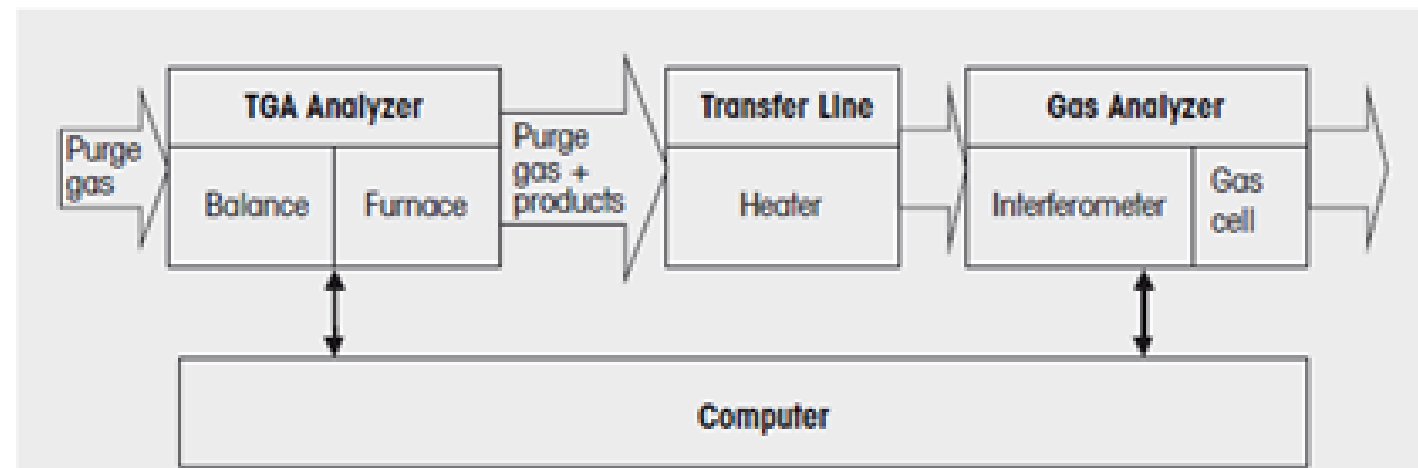 TGA Analyzer
Transfer Line
Gas Analyzer
Purge
gas
Balance
Furnace
Purge
gas +
products
Heater
Interferometer
Gas
cell
Computer